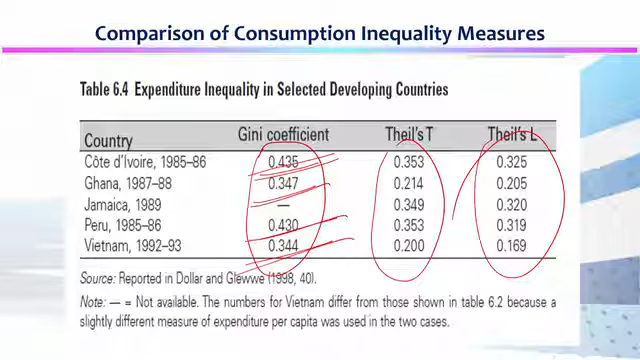 Comparison of Consumption Inequality Measures
Table 6.4 Expenditure Inequality in Selected Developing Countries
Country Gini coefficient Theil's T Theil's L
Côte d'Ivoire, 1985–86 0.435 0.353 0.325
Ghana, 1987–88 0.347 0.214 0.205
Jamaica, 1989 — 0.349 0.320
Peru, 1985–86 0.430 0.353 0.319
Vietnam, 1992–93 0.344 0.200 0.169
Source: Reported in Dollar and Glewwe (1998, 40).
Note: — = Not available. The numbers for Vietnam differ from those shown in table 6.2 because a
slightly different measure of expenditure per capita was used in the two cases.